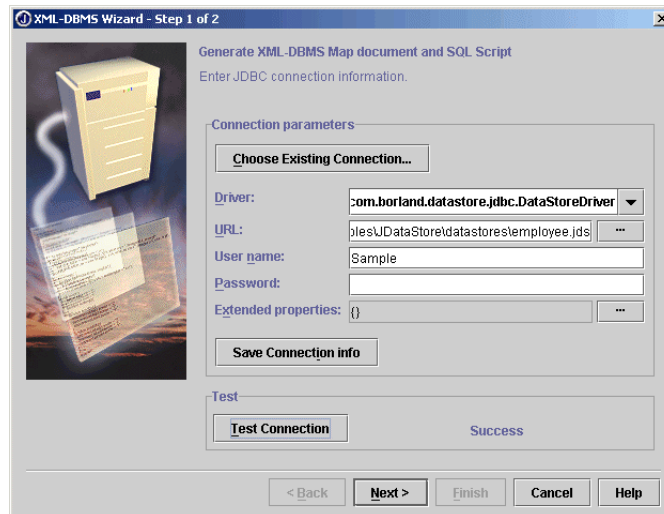 XML-DBMS Wizard - Step 1 of 2
Generate XML-DBMS Map document and SQL Script
Enter JDBC connection information.
Connection parameters
Choose Existing Connection...
Driver: :om.borland.datastore.jdbc.DataStoreDriver
URL: ples\JDataStore\datastores\employee.jds ...
User name: Sample
Password:
Extended properties: {} ...
Save Connection info
Test
Test Connection Success
< Back Next > Finish Cancel Help